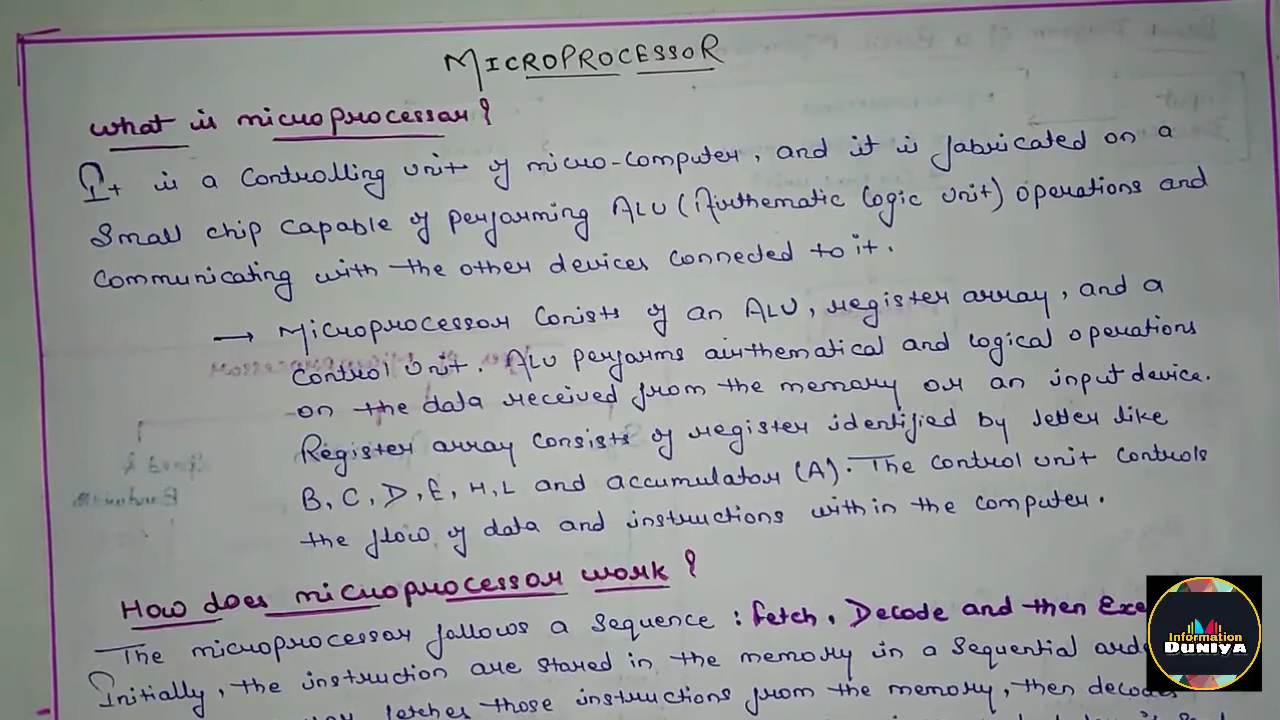 MICROPROCESSOR
What is microprocessor?
It is a controlling unit of micro-computer, and it is fabricated on a
small chip capable of performing ALU (Airthematic logic unit) operations and
communicating with the other devices connected to it.
→ Microprocessor conists of an ALU, register array, and a
control unit. ALU performs airthematical and logical operations
on the data received from the memory or an input device.
Register array consists of register identified by letter like
B, C, D, E, H, L and accumulator (A). The control unit controls
the flow of data and instructions within the computer.
How does microprocessor work?
The microprocessor follows a sequence : Fetch, Decode and then Exe
Initially, the instruction are stored in the memory in a sequential orde
fetches those instructions from the memory, then decodes
Information
DUNIYA